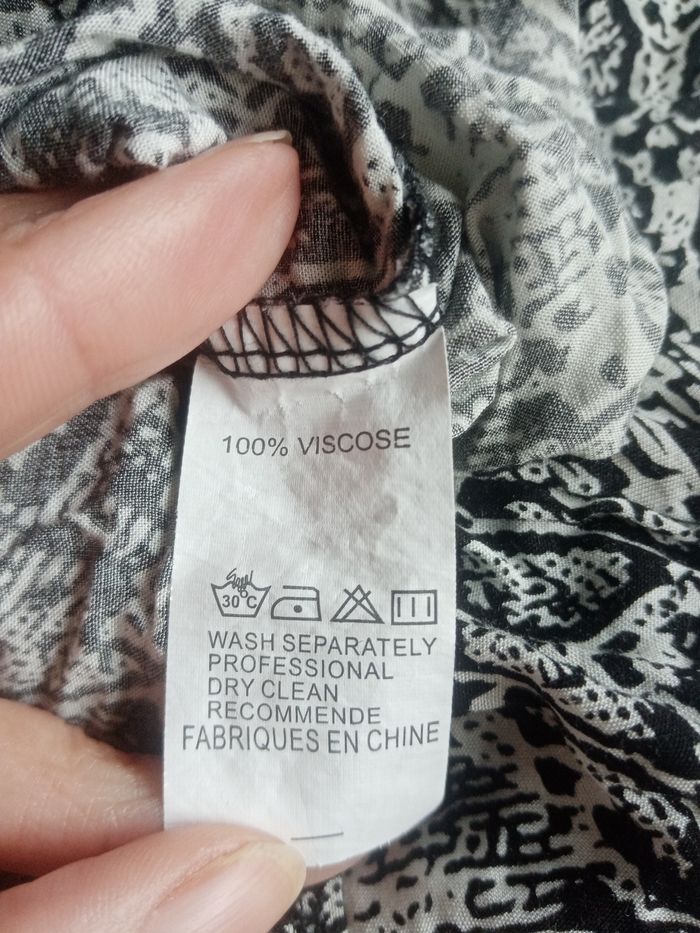 100% VISCOSE
30°C
WASH SEPARATELY
PROFESSIONAL
DRY CLEAN
RECOMMENDE
FABRIQUES EN CHINE